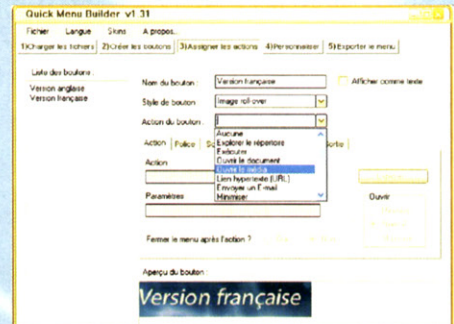 Quick Menu Builder v1.31
Fichier Langue Skins A propos...
1)Charger les fichiers 2)Créer les boutons 3)Assigner les actions 4)Personnaliser 5)Exporter le menu
Liste des boutons :
Version anglaise
Version française
Nom du bouton : Version française Afficher comme texte
Style de bouton Image roll-over
Action du bouton :
Aucune
Explorer le répertoire
Exécuter
Ouvrir le document
Ouvrir le média
Lien hypertexte (URL)
Envoyer un E-mail
Minimiser
Action Police
Action
Paramètres Ouvrir
Fermer le menu après l'action ?
Aperçu du bouton :
Version française